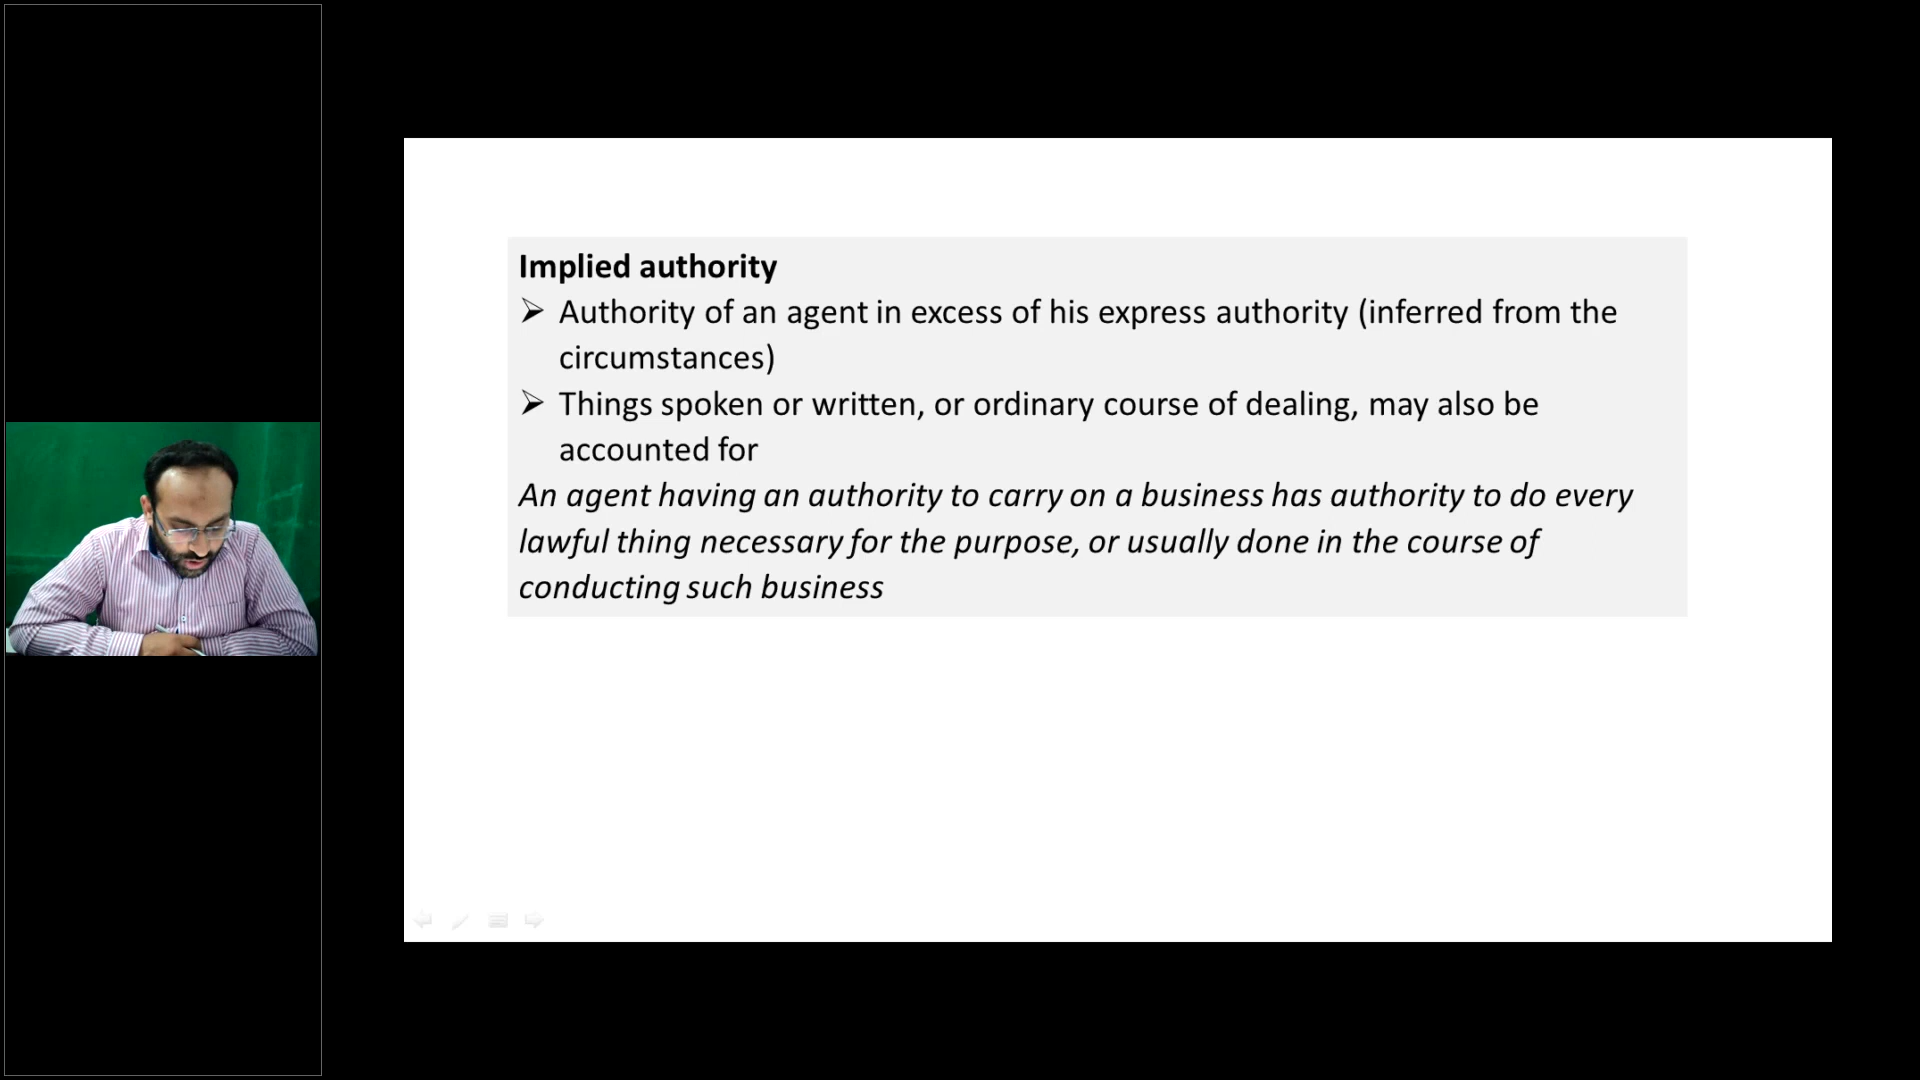 Implied authority
➢ Authority of an agent in excess of his express authority (inferred from the
circumstances)
➢ Things spoken or written, or ordinary course of dealing, may also be
accounted for
An agent having an authority to carry on a business has authority to do every
lawful thing necessary for the purpose, or usually done in the course of
conducting such business